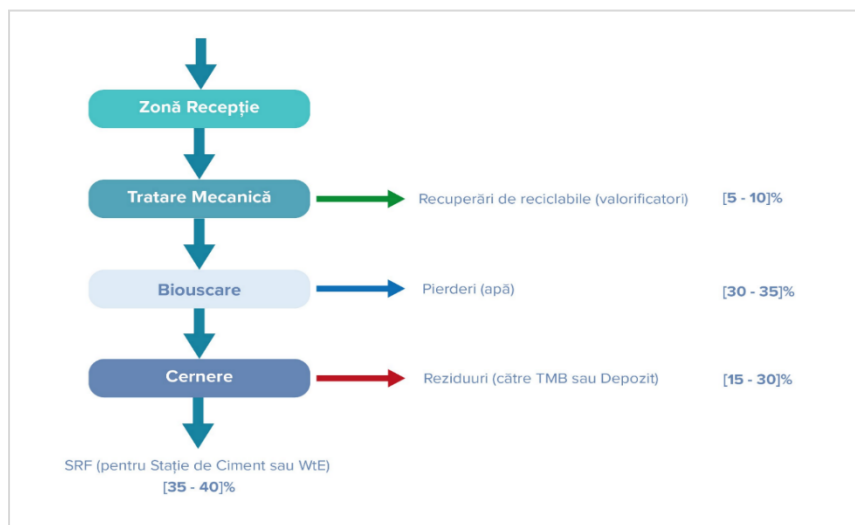 Zonă Recepție
Tratare Mecanică
Recuperări de reciclabile (valorificatori) [5 - 10]%
Biouscare
Pierderi (apă) [30 - 35]%
Cernere
Reziduuri (către TMB sau Depozit) [15 - 30]%
SRF (pentru Stație de Ciment sau WtE)
[35 - 40]%